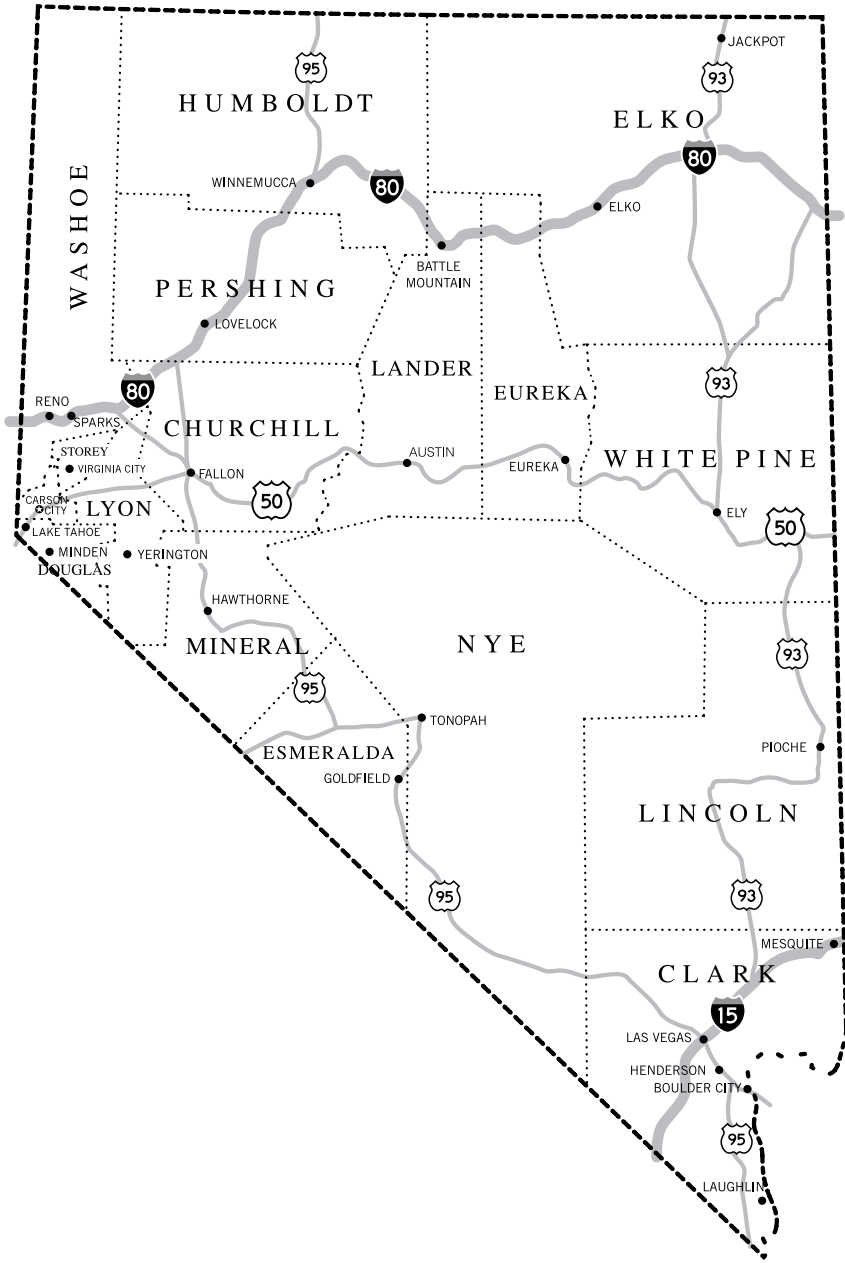 JACKPOT
95
93
HUMBOLDT
ELKO
80
WINNEMUCCA
80
ELKO
WASHOE
BATTLE
MOUNTAIN
PERSHING
LOVELOCK
LANDER
80
93
EUREKA
RENO
SPARKS
CHURCHILL
STOREY
AUSTIN
EUREKA
WHITE PINE
VIRGINIA CITY
FALLON
CARSON
CITY
LYON
50
ELY
50
LAKE TAHOE
MINDEN
YERINGTON
DOUGLAS
HAWTHORNE
MINERAL
NYE
93
95
TONOPAH
ESMERALDA
PIOCHE
GOLDFIELD
LINCOLN
95
93
MESQUITE
CLARK
15
LAS VEGAS
HENDERSON
BOULDER CITY
95
LAUGHLIN